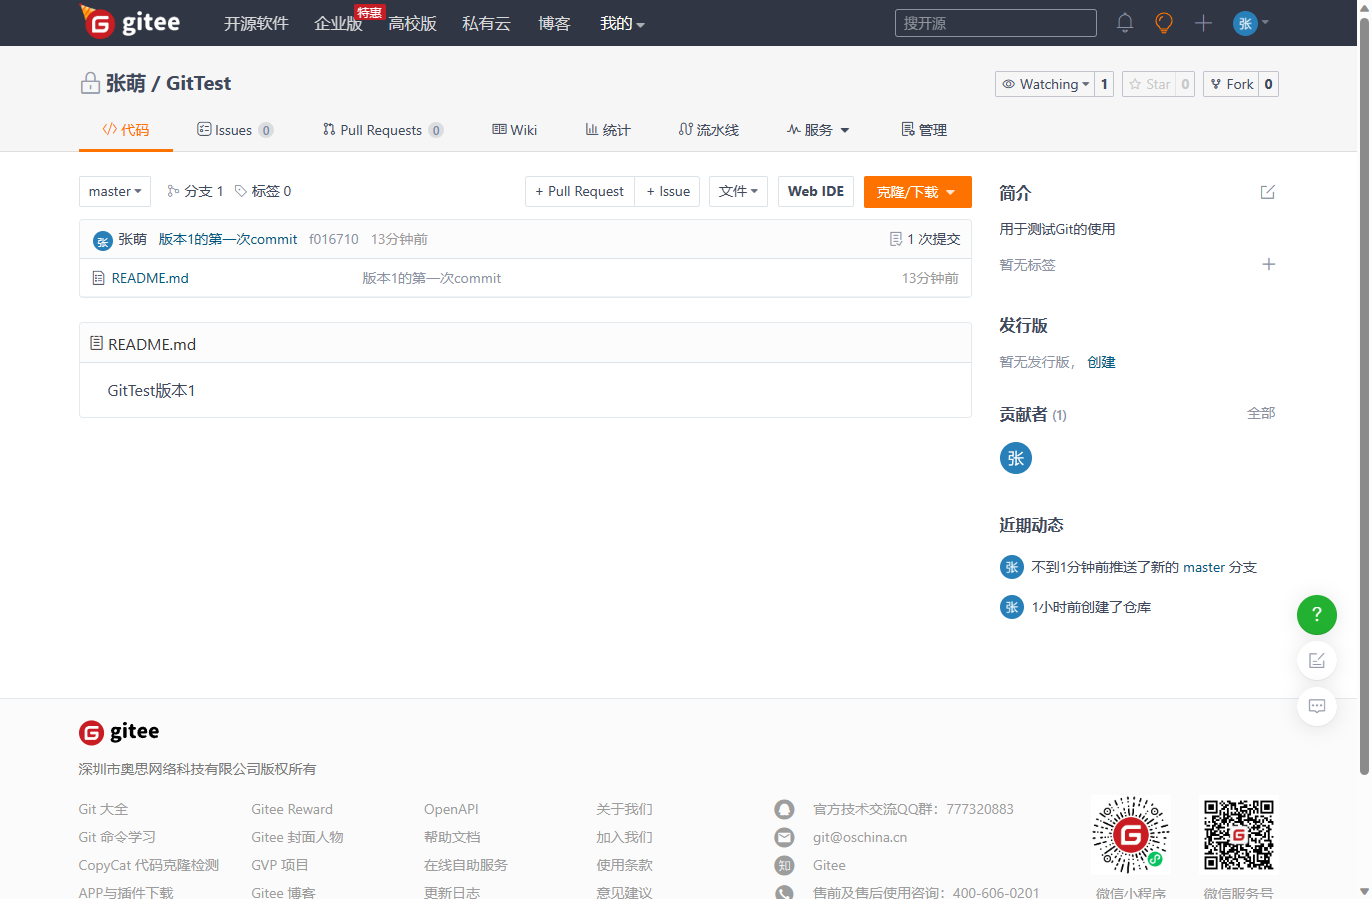 gitee 开源软件 企业版 特惠 高校版 私有云 博客 我的 搜开源 张
张萌 / GitTest Watching 1 Star 0 Fork 0
代码 Issues 0 Pull Requests 0 Wiki 统计 流水线 服务 管理
master 分支 1 标签 0 + Pull Request + Issue 文件 Web IDE 克隆/下载
张 张萌 版本1的第一次commit f016710 13分钟前 1 次提交
README.md 版本1的第一次commit 13分钟前
README.md
GitTest版本1
简介
用于测试Git的使用
暂无标签
发行版
暂无发行版， 创建
贡献者 (1) 全部
张
近期动态
张 不到1分钟前推送了新的 master 分支
张 1小时前创建了仓库
?
gitee
深圳市奥思网络科技有限公司版权所有
Git 大全 Gitee Reward OpenAPI 关于我们 官方技术交流QQ群：777320883
Git 命令学习 Gitee 封面人物 帮助文档 加入我们 git@oschina.cn
CopyCat 代码克隆检测 GVP 项目 在线自助服务 使用条款 知 Gitee
APP与插件下载 Gitee 博客 更新日志 意见建议 售前及售后使用咨询：400-606-0201
微信小程序 微信服务号